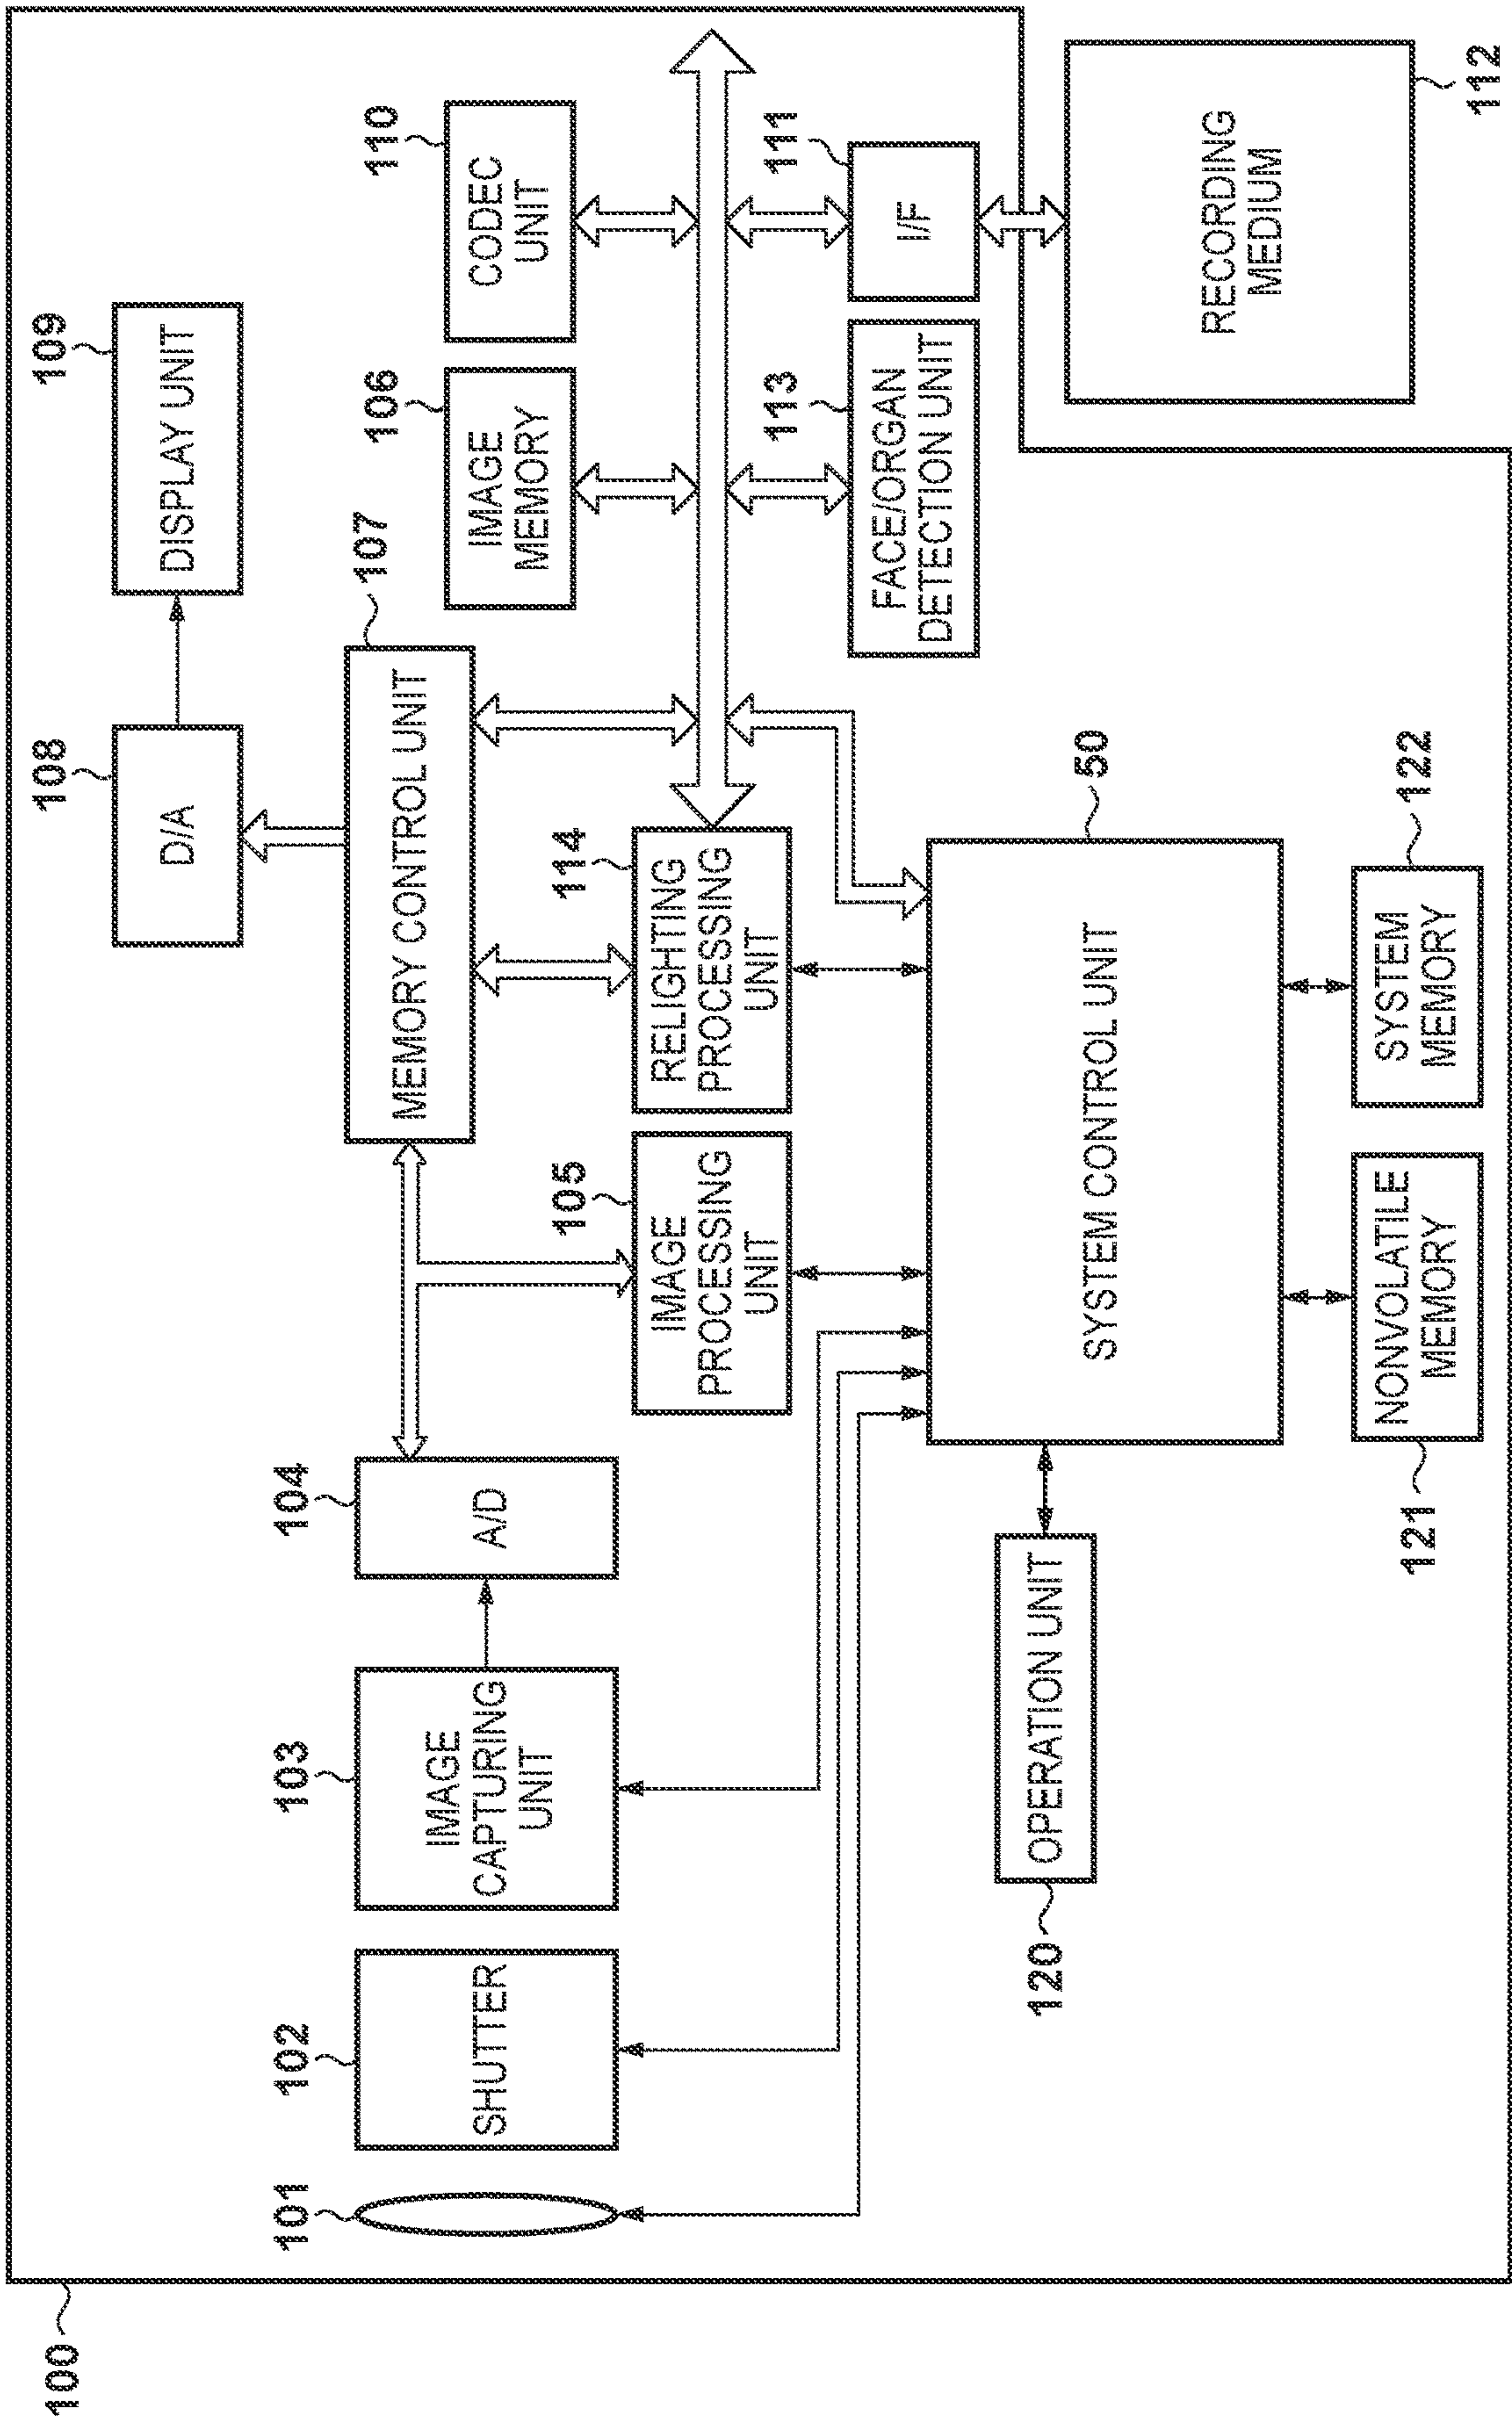 100
101
102
SHUTTER
103
IMAGE
CAPTURING
UNIT
104
A/D
105
IMAGE
PROCESSING
UNIT
107
MEMORY CONTROL UNIT
108
D/A
109
DISPLAY UNIT
114
RELIGHTING
PROCESSING
UNIT
106
IMAGE
MEMORY
110
CODEC
UNIT
113
FACE/ORGAN
DETECTION UNIT
111
I/F
RECORDING
MEDIUM
112
50
SYSTEM CONTROL UNIT
OPERATION UNIT
120
NONVOLATILE
MEMORY
121
SYSTEM
MEMORY
122